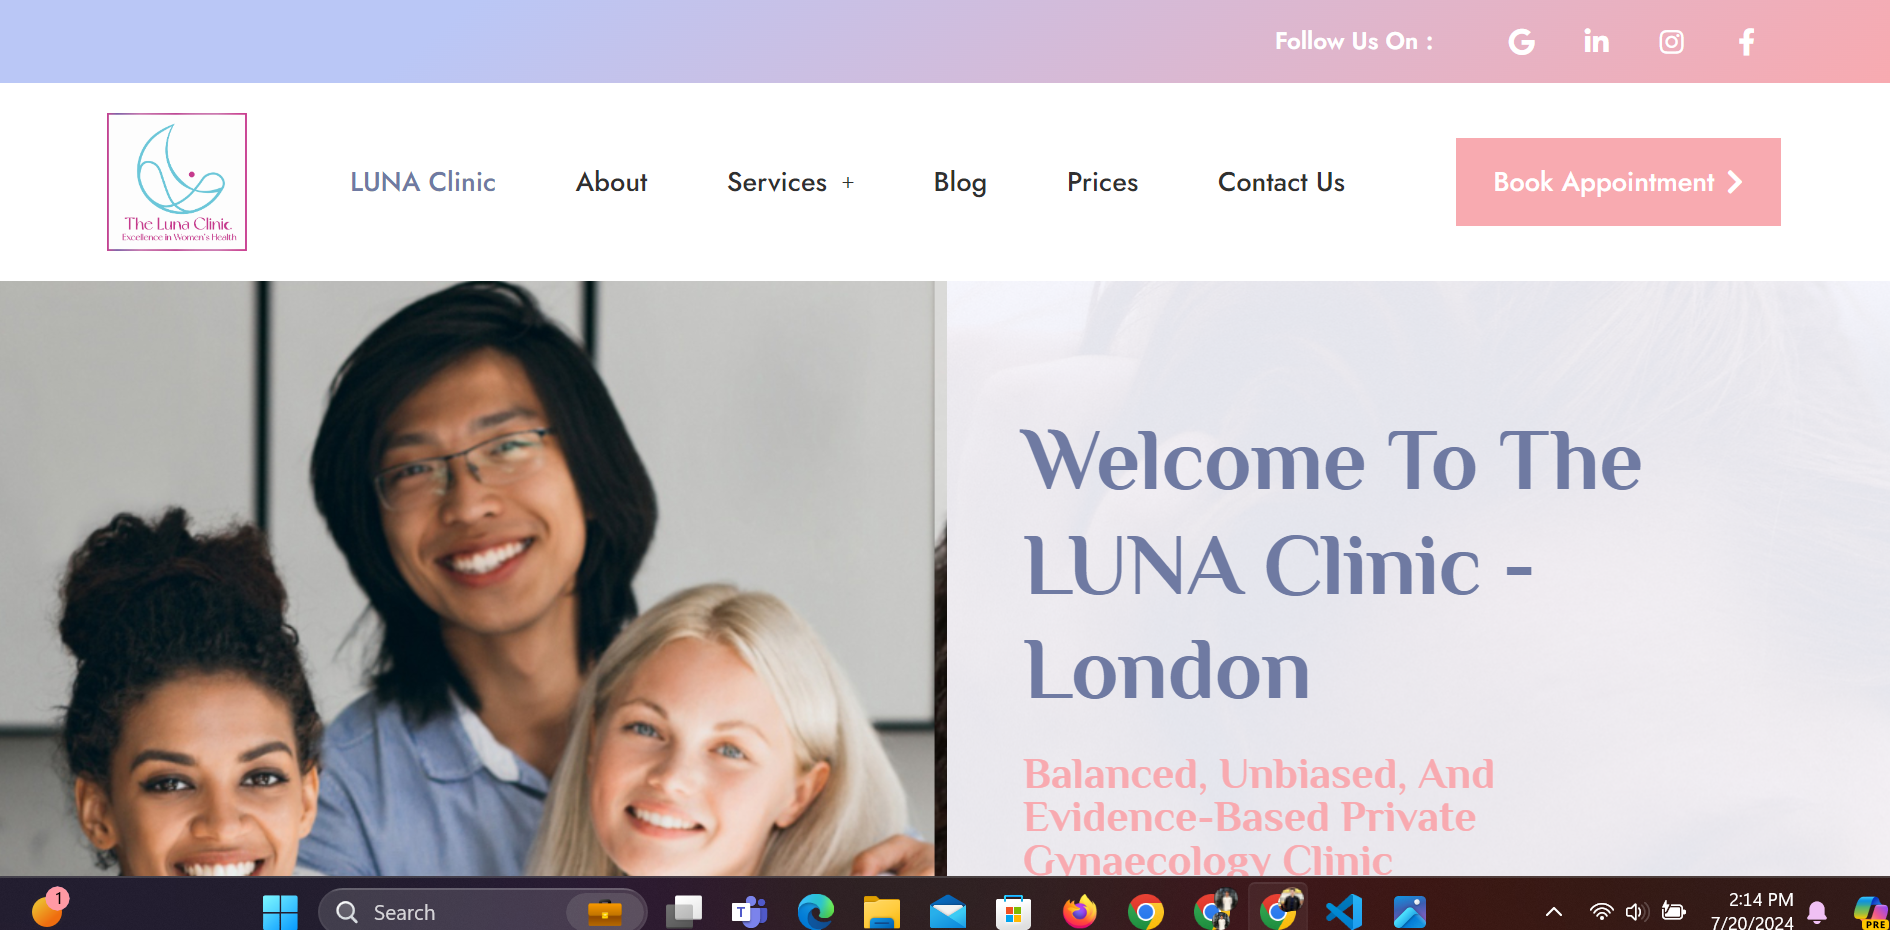 Follow Us On :
The Luna Clinic
Excellence in Women's Health
LUNA Clinic
About
Services +
Blog
Prices
Contact Us
Book Appointment
Welcome To The
LUNA Clinic -
London
Balanced, Unbiased, And
Evidence-Based Private
Gynaecology Clinic
1
Search
T
2:14 PM
7/20/2024
PRE